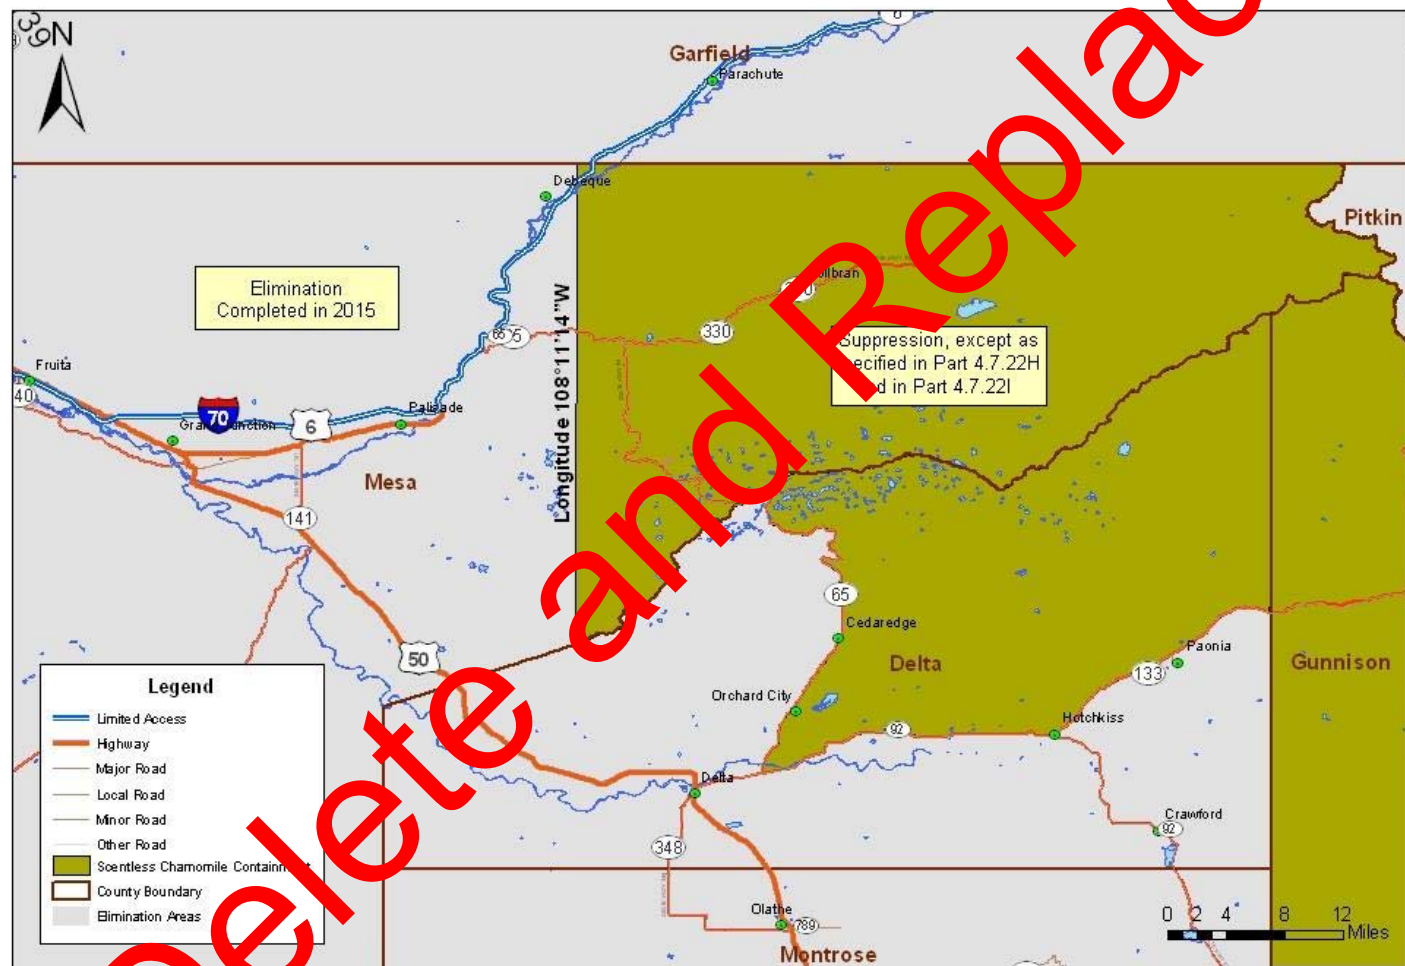 39
N
6
Garfield
Parachute
Debeque
Pitkin
Elimination
Completed in 2015
330
65
Suppression, except as
in Part 4.7.22H
in Part 4.7.22I
Longitude 108°11'14"W
Fruita
40
70
6
Palisade
Mesa
141
50
65
Cedaredge
Delta
Paonia
133
Gunnison
Orchard City
92
Hotchkiss
Delta
Crawford
92
348
Olathe
789
Montrose
Legend
Limited Access
Highway
Major Road
Local Road
Minor Road
Other Road
Scentless Chamomile
County Boundary
Elimination Areas
0 2 4 8 12
Miles
and